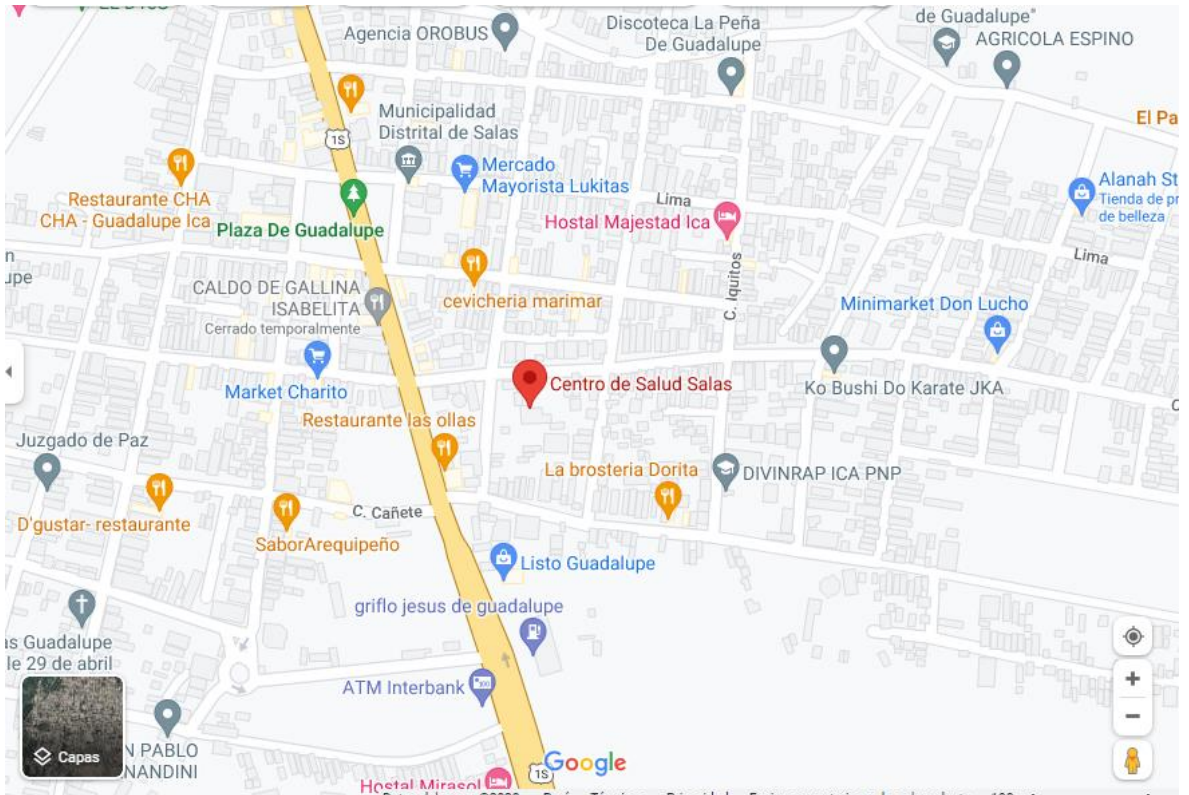 Agencia OROBUS
Discoteca La Peña
De Guadalupe
de Guadalupe"
AGRICOLA ESPINO
1S
Municipalidad
Distrital de Salas
El Pa
Restaurante CHA
CHA - Guadalupe Ica
Mercado
Mayorista Lukitas
Lima
Alanah St
Tienda de pr
de belleza
Plaza De Guadalupe
Hostal Majestad Ica
Lima
CALDO DE GALLINA
ISABELITA
Cerrado temporalmente
cevicheria marimar
C. Iquitos
Minimarket Don Lucho
Market Charito
Centro de Salud Salas
Ko Bushi Do Karate JKA
Restaurante las ollas
Juzgado de Paz
La brosteria Dorita
DIVINRAP ICA PNP
D'gustar- restaurante
C. Cañete
SaborArequipeño
Listo Guadalupe
griflo jesus de guadalupe
as Guadalupe
le 29 de abril
ATM Interbank
Capas
N PABLO
NANDINI
Hostal Mirasol
1S
Google